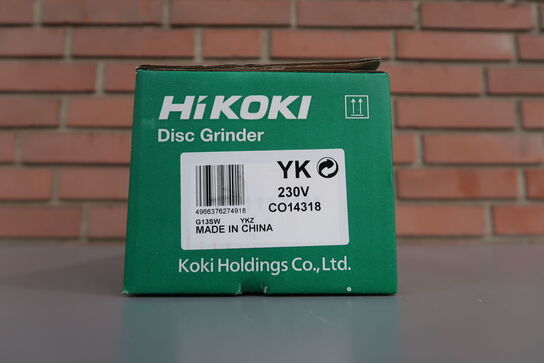 HiKOKI
Disc Grinder
YK
230V
4966376274918
CO14318
G13SW YKZ
MADE IN CHINA
Koki Holdings Co.,Ltd.